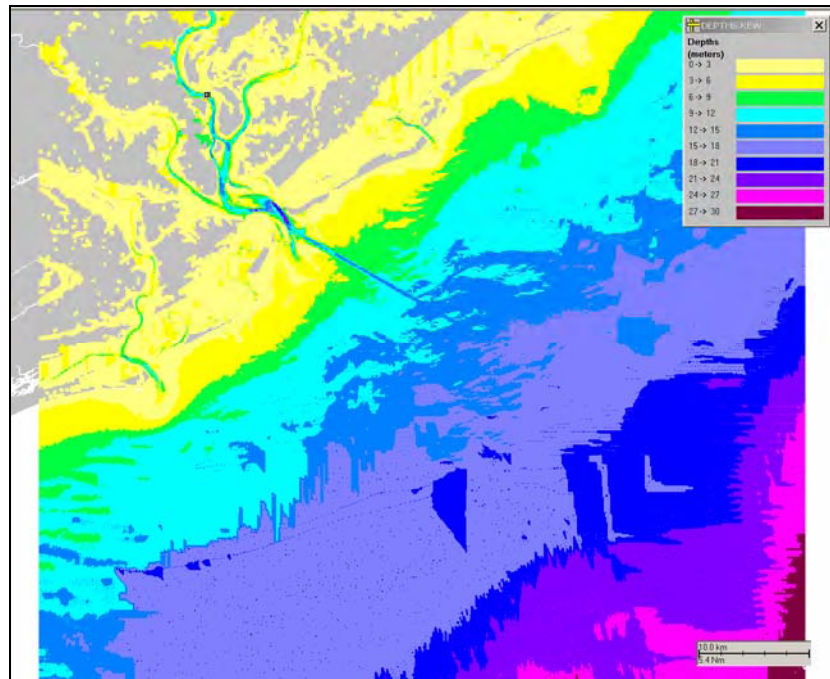 DEPTHS.KEW
Depths
(meters)
0 -> 3
3 -> 6
6 -> 9
9 -> 12
12 -> 15
15 -> 18
18 -> 21
21 -> 24
24 -> 27
27 -> 30
10.0 km
5.4 Nm